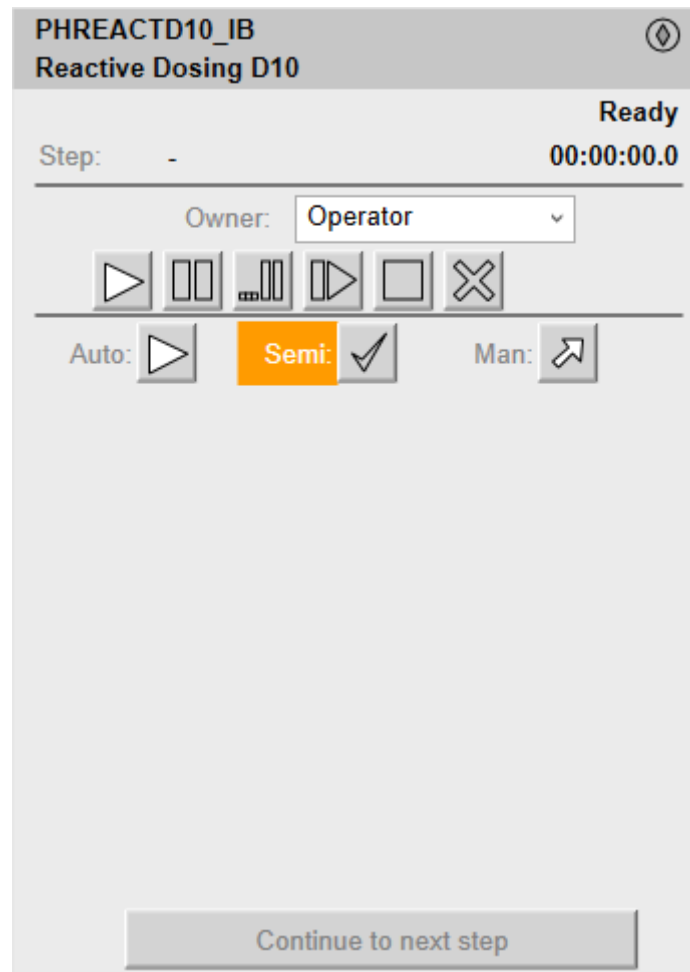 PHREACTD10_IB
Reactive Dosing D10
Ready
Step: - 00:00:00.0
Owner: Operator
Auto: Semi: Man:
Continue to next step